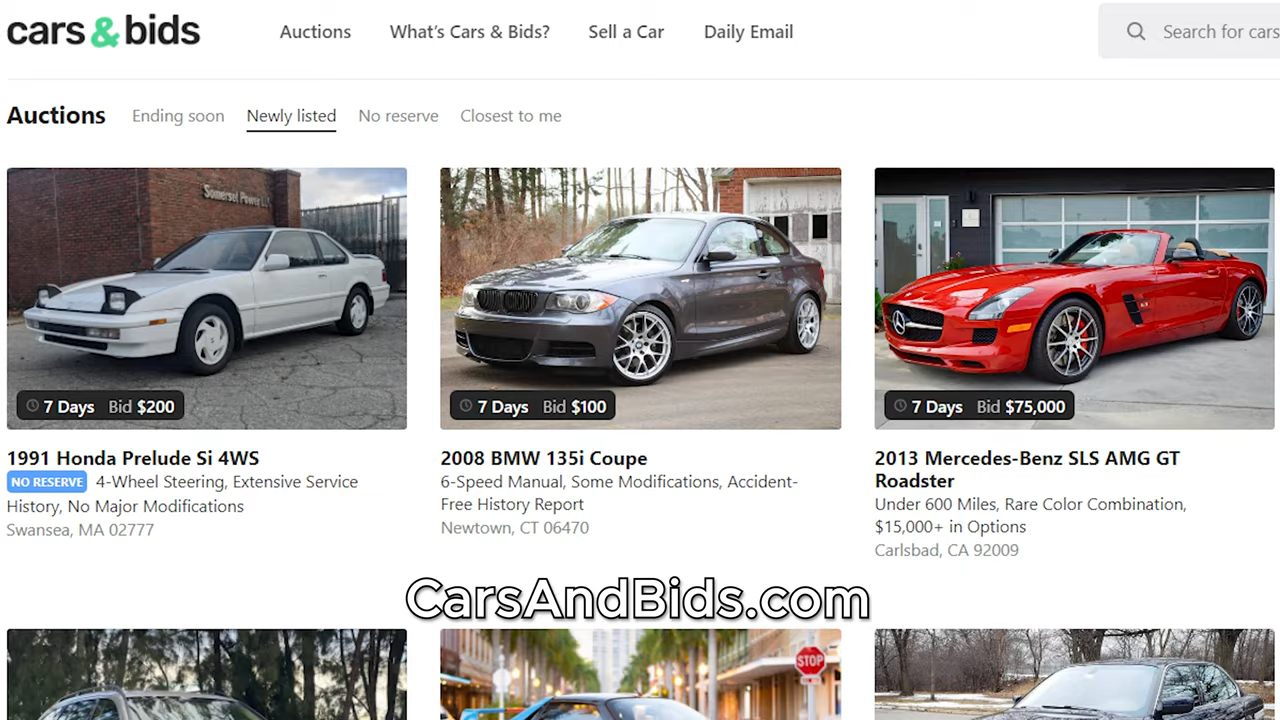 cars & bids
Auctions What's Cars & Bids? Sell a Car Daily Email
Search for cars
Auctions Ending soon Newly listed No reserve Closest to me
Somerset Power
7 Days Bid $200
7 Days Bid $100
7 Days Bid $75,000
1991 Honda Prelude Si 4WS
NO RESERVE 4-Wheel Steering, Extensive Service
History, No Major Modifications
Swansea, MA 02777
2008 BMW 135i Coupe
6-Speed Manual, Some Modifications, Accident-
Free History Report
Newtown, CT 06470
2013 Mercedes-Benz SLS AMG GT
Roadster
Under 600 Miles, Rare Color Combination,
$15,000+ in Options
Carlsbad, CA 92009
CarsAndBids.com
STOP